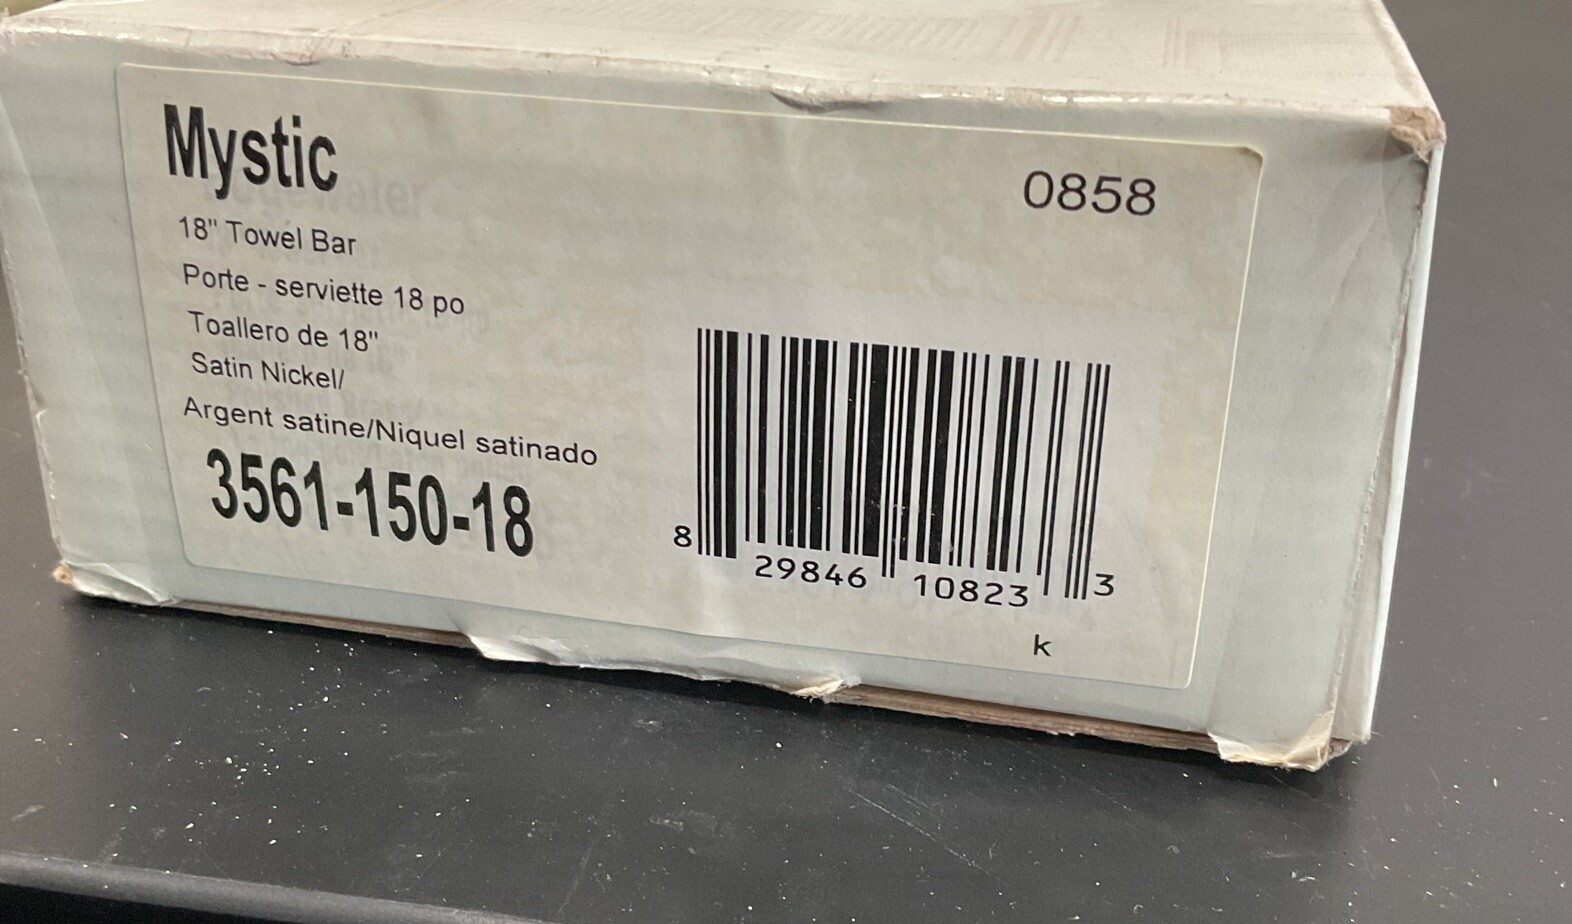 Mystic
0858
18" Towel Bar
Porte - serviette 18 po
Toallero de 18"
Satin Nickel/
Argent satine/Niquel satinado
3561-150-18
8 29846 10823 3
k